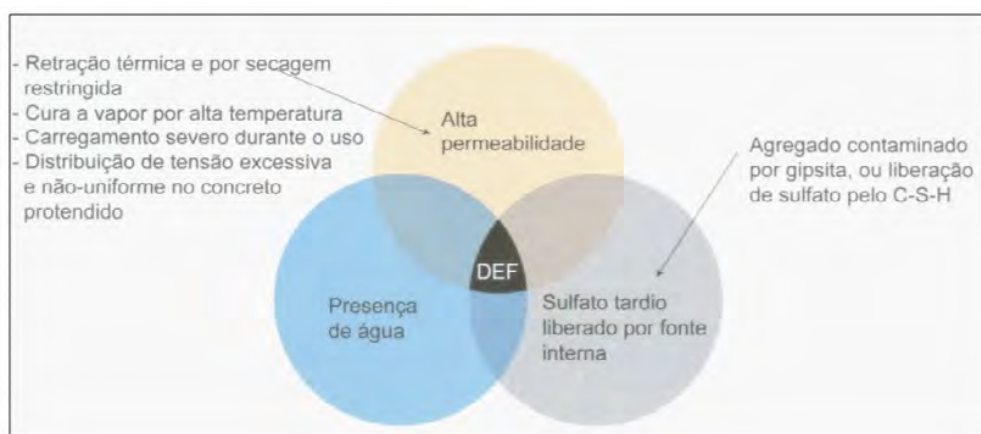 - Retração térmica e por secagem
restringida
- Cura a vapor por alta temperatura
- Carregamento severo durante o uso
- Distribuição de tensão excessiva
e não-uniforme no concreto
protendido
Alta
permeabilidade
Agregado contaminado
por gipsita, ou liberação
de sulfato pelo C-S-H
DEF
Presença
de água
Sulfato tardio
liberado por fonte
interna